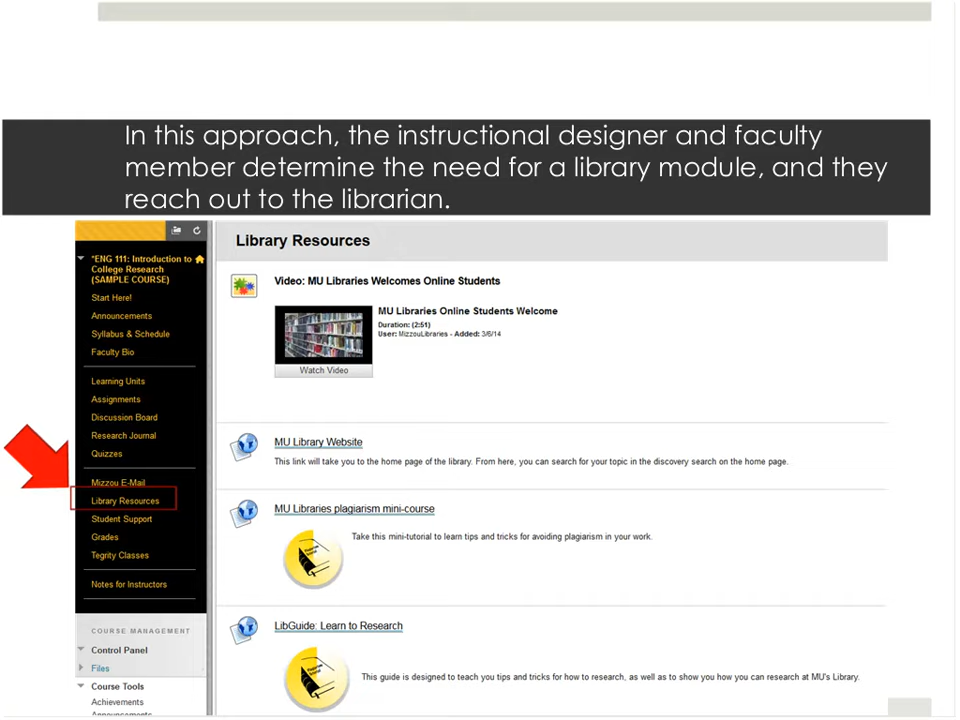 In this approach, the instructional designer and faculty
member determine the need for a library module, and they
reach out to the librarian.
*ENG 111: Introduction to
College Research
(SAMPLE COURSE)
Start Here!
Announcements
Syllabus & Schedule
Faculty Bio
Learning Units
Assignments
Discussion Board
Research Journal
Quizzes
Mizzou E-Mail
Library Resources
Student Support
Grades
Tegrity Classes
Notes for Instructors
COURSE MANAGEMENT
Control Panel
Files
Course Tools
Achievements
Announcements
Library Resources
Video: MU Libraries Welcomes Online Students
MU Libraries Online Students Welcome
Duration: (2:51)
User: MizzouLibraries - Added: 3/6/14
Watch Video
MU Library Website
This link will take you to the home page of the library. From here, you can search for your topic in the discovery search on the home page.
MU Libraries plagiarism mini-course
Take this mini-tutorial to learn tips and tricks for avoiding plagiarism in your work.
LibGuide: Learn to Research
This guide is designed to teach you tips and tricks for how to research, as well as to show you how you can research at MU's Library.